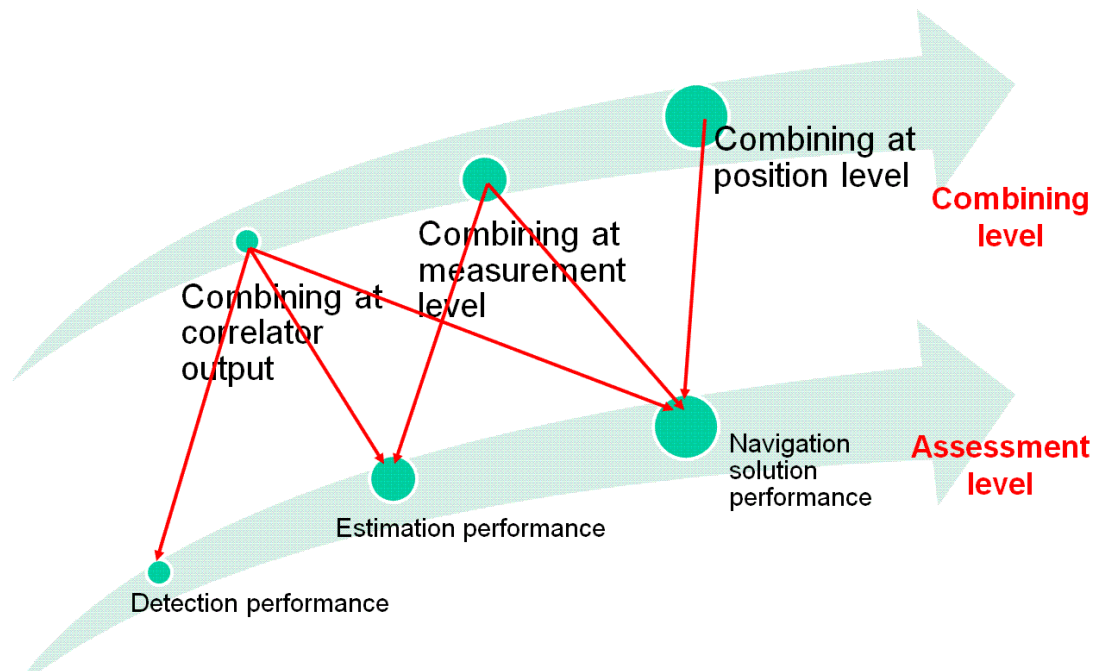 Combining at
position level
Combining
level
Combining at
measurement
level
Combining at
correlator
output
Navigation
solution
performance
Assessment
level
Estimation performance
Detection performance